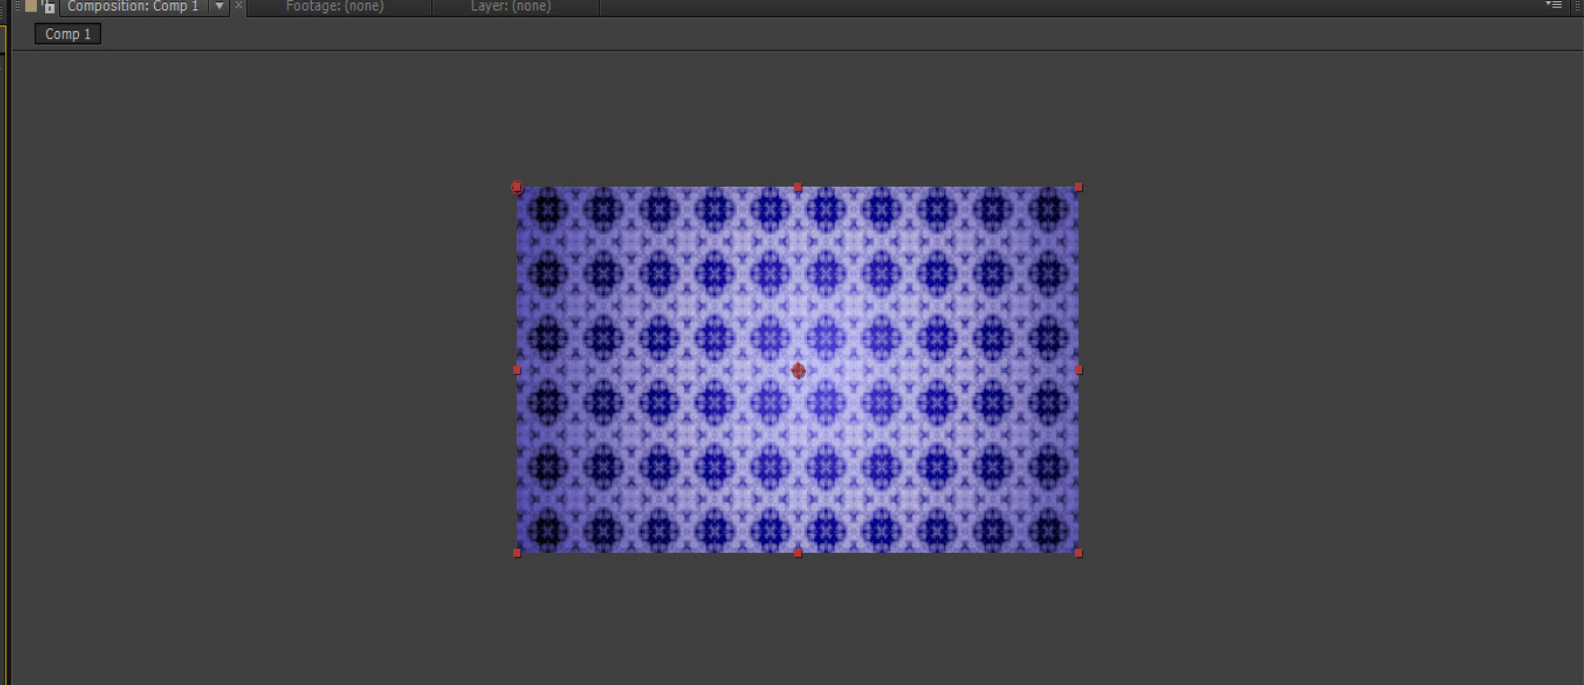 Composition: Comp 1 Footage: (none) Layer: (none)
Comp 1